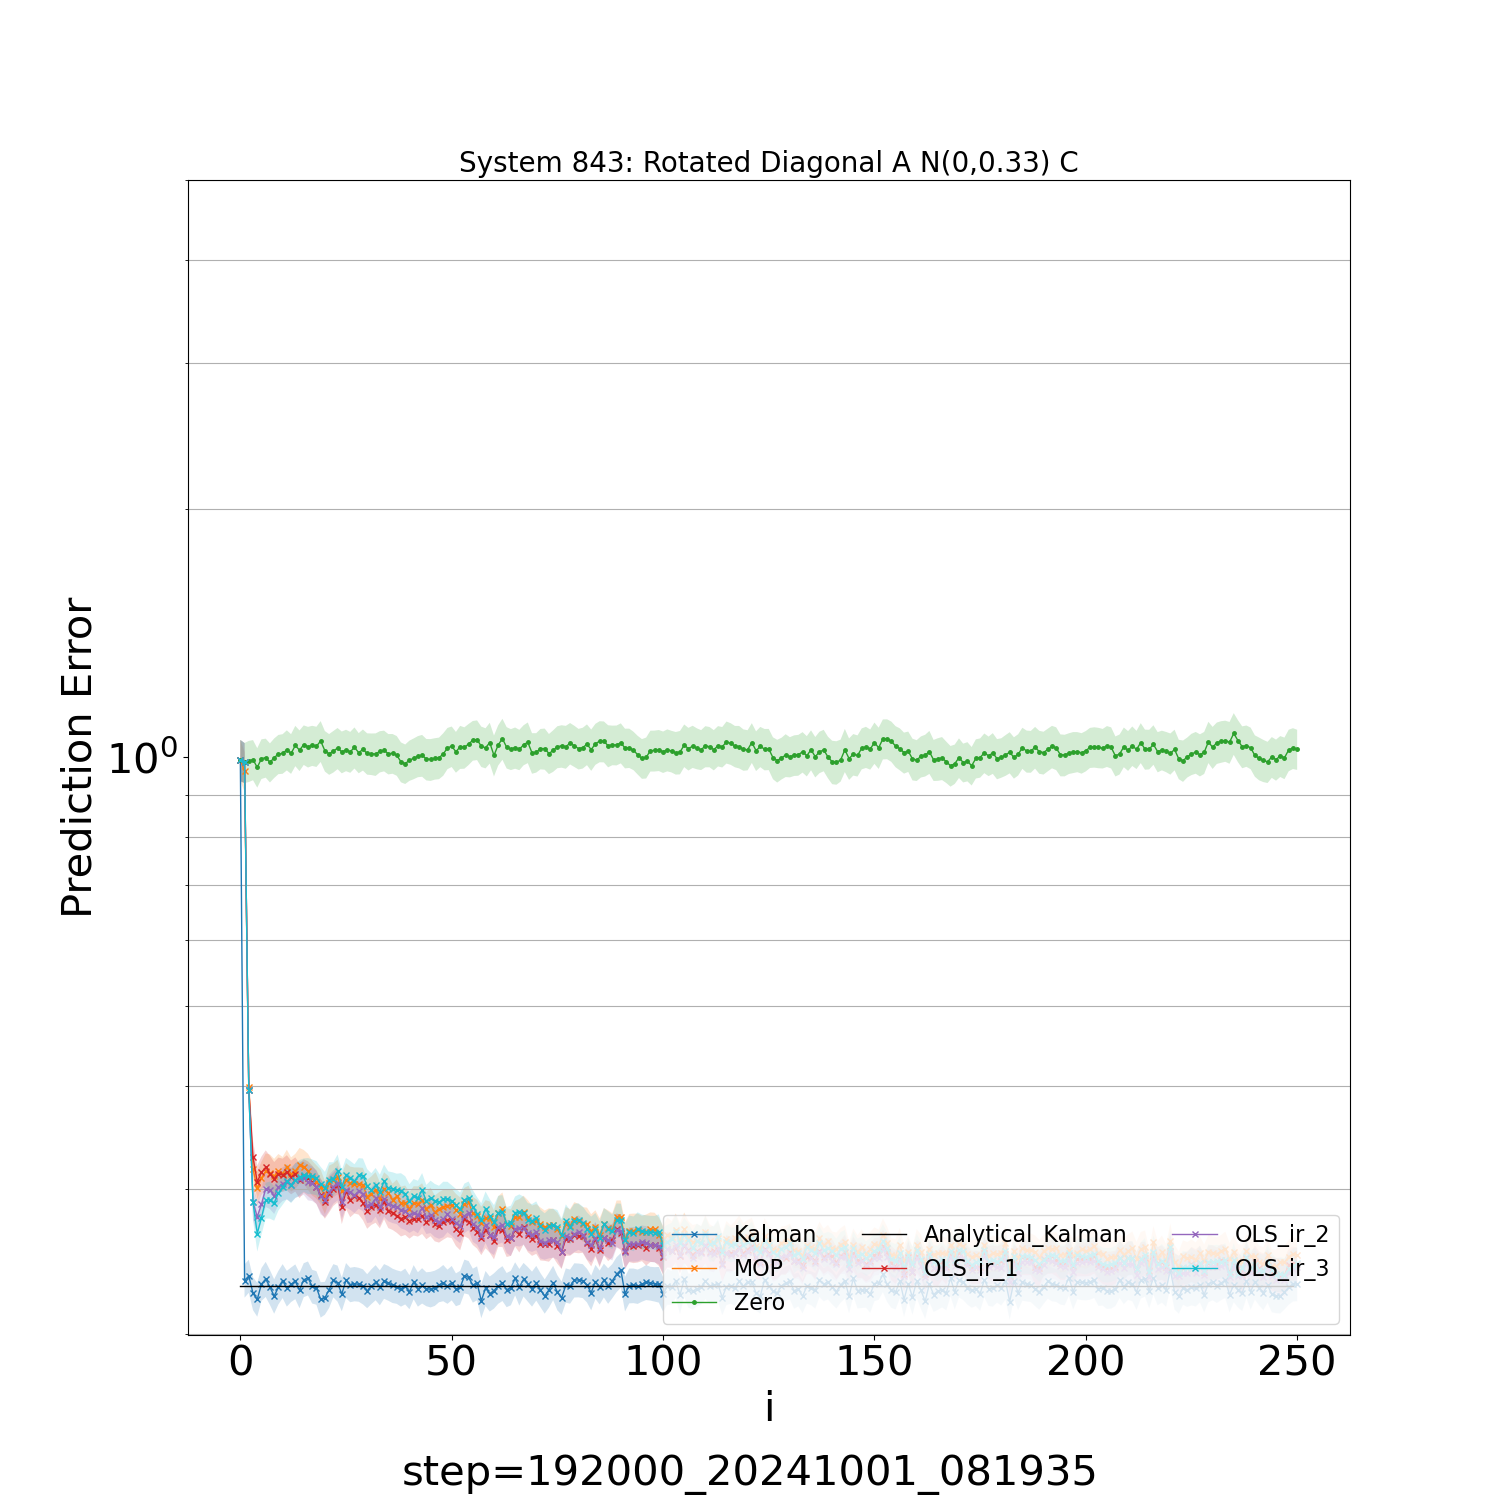 System 843: Rotated Diagonal A N(0,0.33) C
Prediction Error
10⁰
Kalman
MOP
Zero
Analytical_Kalman
OLS_ir_1
OLS_ir_2
OLS_ir_3
0 50 100 150 200 250
i
step=192000_20241001_081935